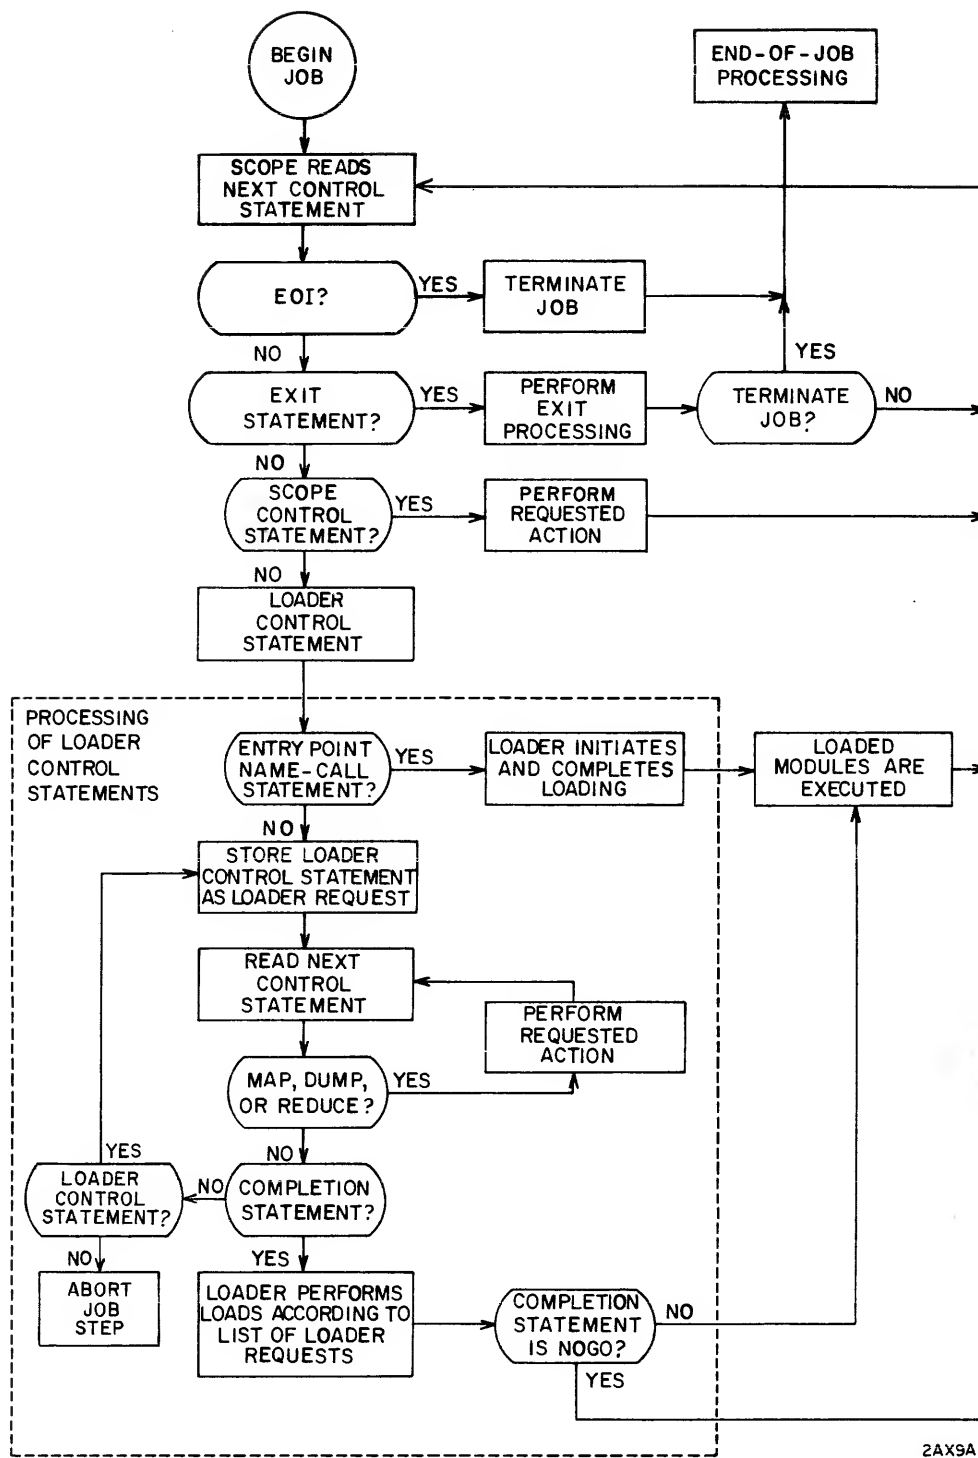 BEGIN
JOB
END-OF-JOB
PROCESSING
SCOPE READS
NEXT CONTROL
STATEMENT
EOI?
YES
TERMINATE
JOB
NO
YES
EXIT
STATEMENT?
YES
PERFORM
EXIT
PROCESSING
TERMINATE
JOB?
NO
NO
SCOPE
CONTROL
STATEMENT?
YES
PERFORM
REQUESTED
ACTION
NO
LOADER
CONTROL
STATEMENT
PROCESSING
OF LOADER
CONTROL
STATEMENTS
ENTRY POINT
NAME-CALL
STATEMENT?
YES
LOADER INITIATES
AND COMPLETES
LOADING
LOADED
MODULES ARE
EXECUTED
NO
STORE LOADER
CONTROL STATEMENT
AS LOADER REQUEST
READ NEXT
CONTROL
STATEMENT
PERFORM
REQUESTED
ACTION
MAP, DUMP,
OR REDUCE?
YES
NO
YES
LOADER
CONTROL
STATEMENT?
NO
COMPLETION
STATEMENT?
NO
YES
ABORT
JOB
STEP
LOADER PERFORMS
LOADS ACCORDING TO
LIST OF LOADER
REQUESTS
COMPLETION
STATEMENT
IS NOGO?
NO
YES
2AX9A